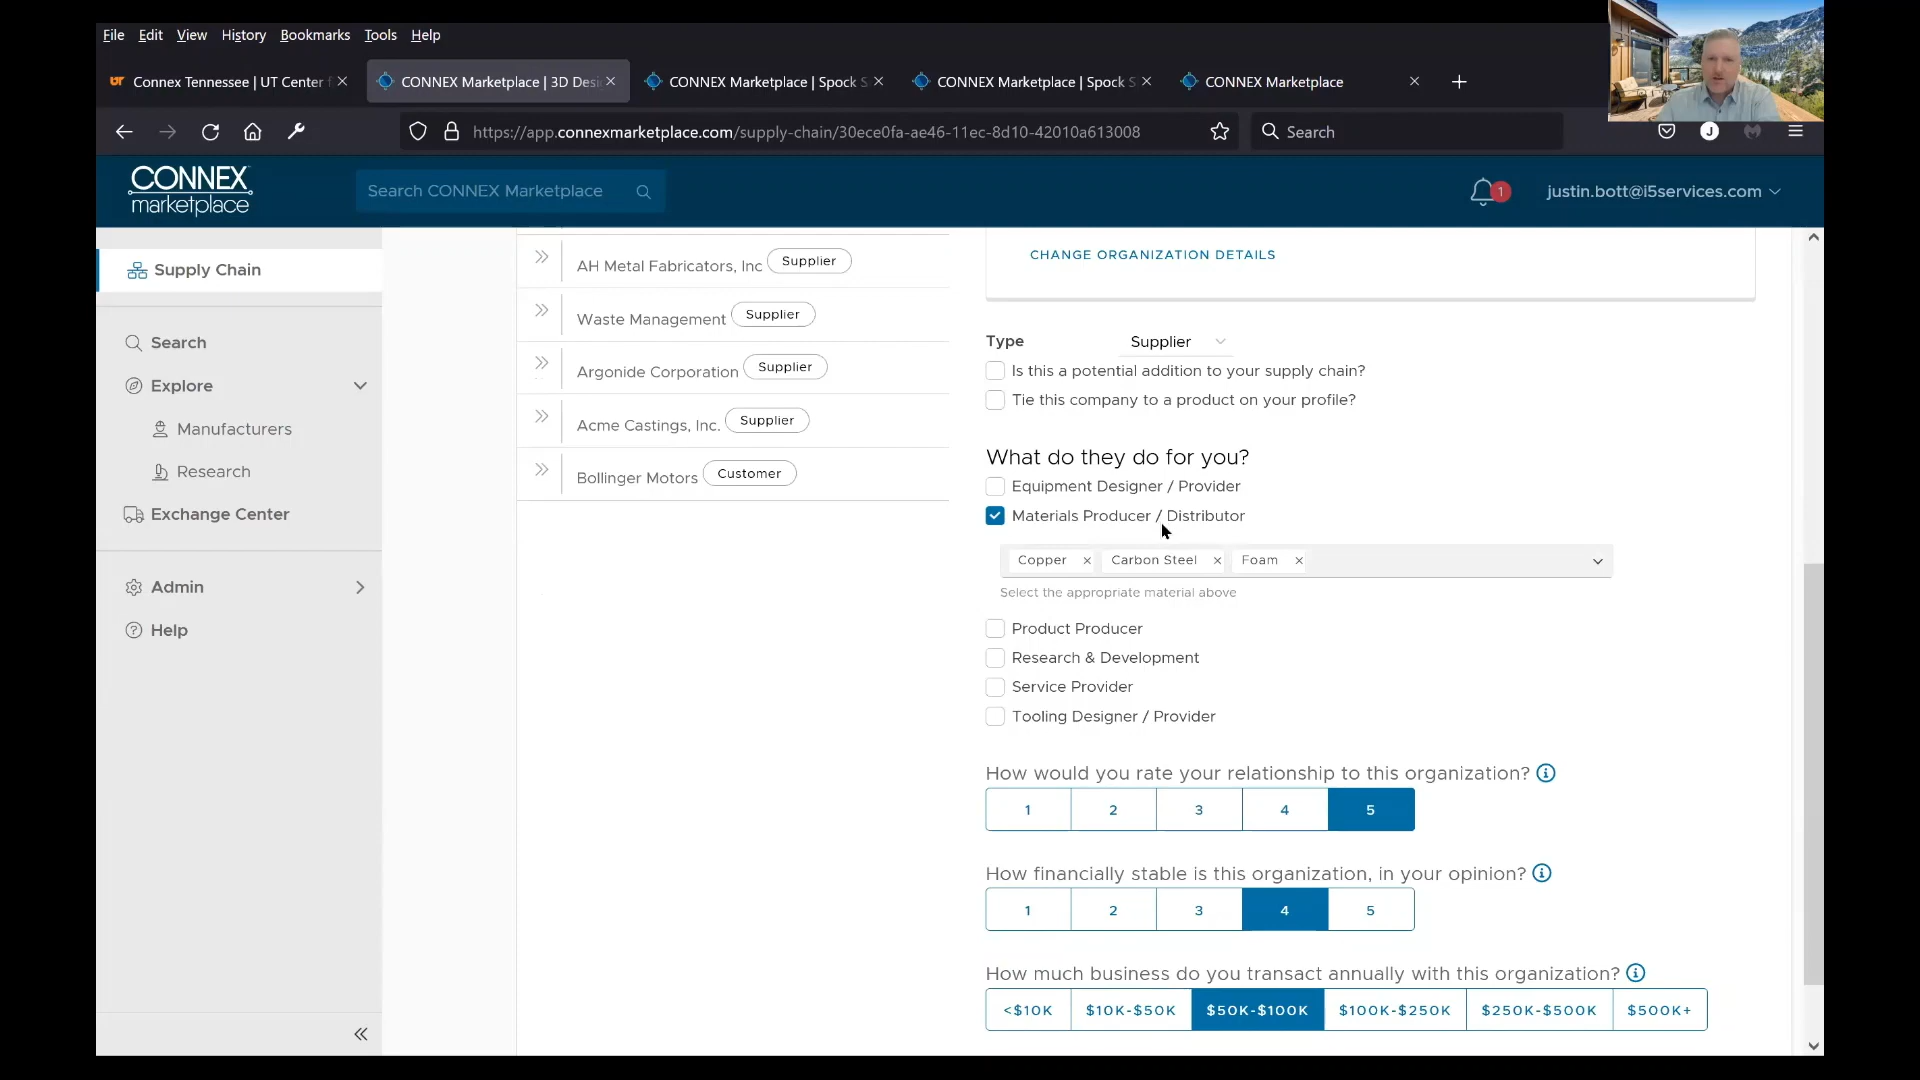 File Edit View History Bookmarks Tools Help
Connex Tennessee | UT Center
CONNEX Marketplace | 3D Desi
CONNEX Marketplace | Spock S
CONNEX Marketplace | Spock S
CONNEX Marketplace
https://app.connexmarketplace.com/supply-chain/30ece0fa-ae46-11ec-8d10-42010a613008
Search
J
CONNEX
marketplace
Search CONNEX Marketplace
1
justin.bott@i5services.com
Supply Chain
Search
Explore
Manufacturers
Research
Exchange Center
Admin
Help
AH Metal Fabricators, Inc Supplier
Waste Management Supplier
Argonide Corporation Supplier
Acme Castings, Inc. Supplier
Bollinger Motors Customer
CHANGE ORGANIZATION DETAILS
Type Supplier
Is this a potential addition to your supply chain?
Tie this company to a product on your profile?
What do they do for you?
Equipment Designer / Provider
Materials Producer / Distributor
Copper × Carbon Steel × Foam ×
Select the appropriate material above
Product Producer
Research & Development
Service Provider
Tooling Designer / Provider
How would you rate your relationship to this organization?
1 2 3 4 5
How financially stable is this organization, in your opinion?
1 2 3 4 5
How much business do you transact annually with this organization?
<$10K $10K-$50K $50K-$100K $100K-$250K $250K-$500K $500K+